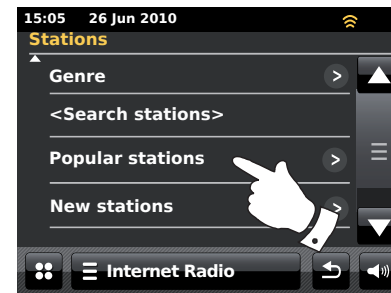 15:05 26 Jun 2010
Stations
Genre >
<Search stations>
Popular stations >
New stations >
Internet Radio